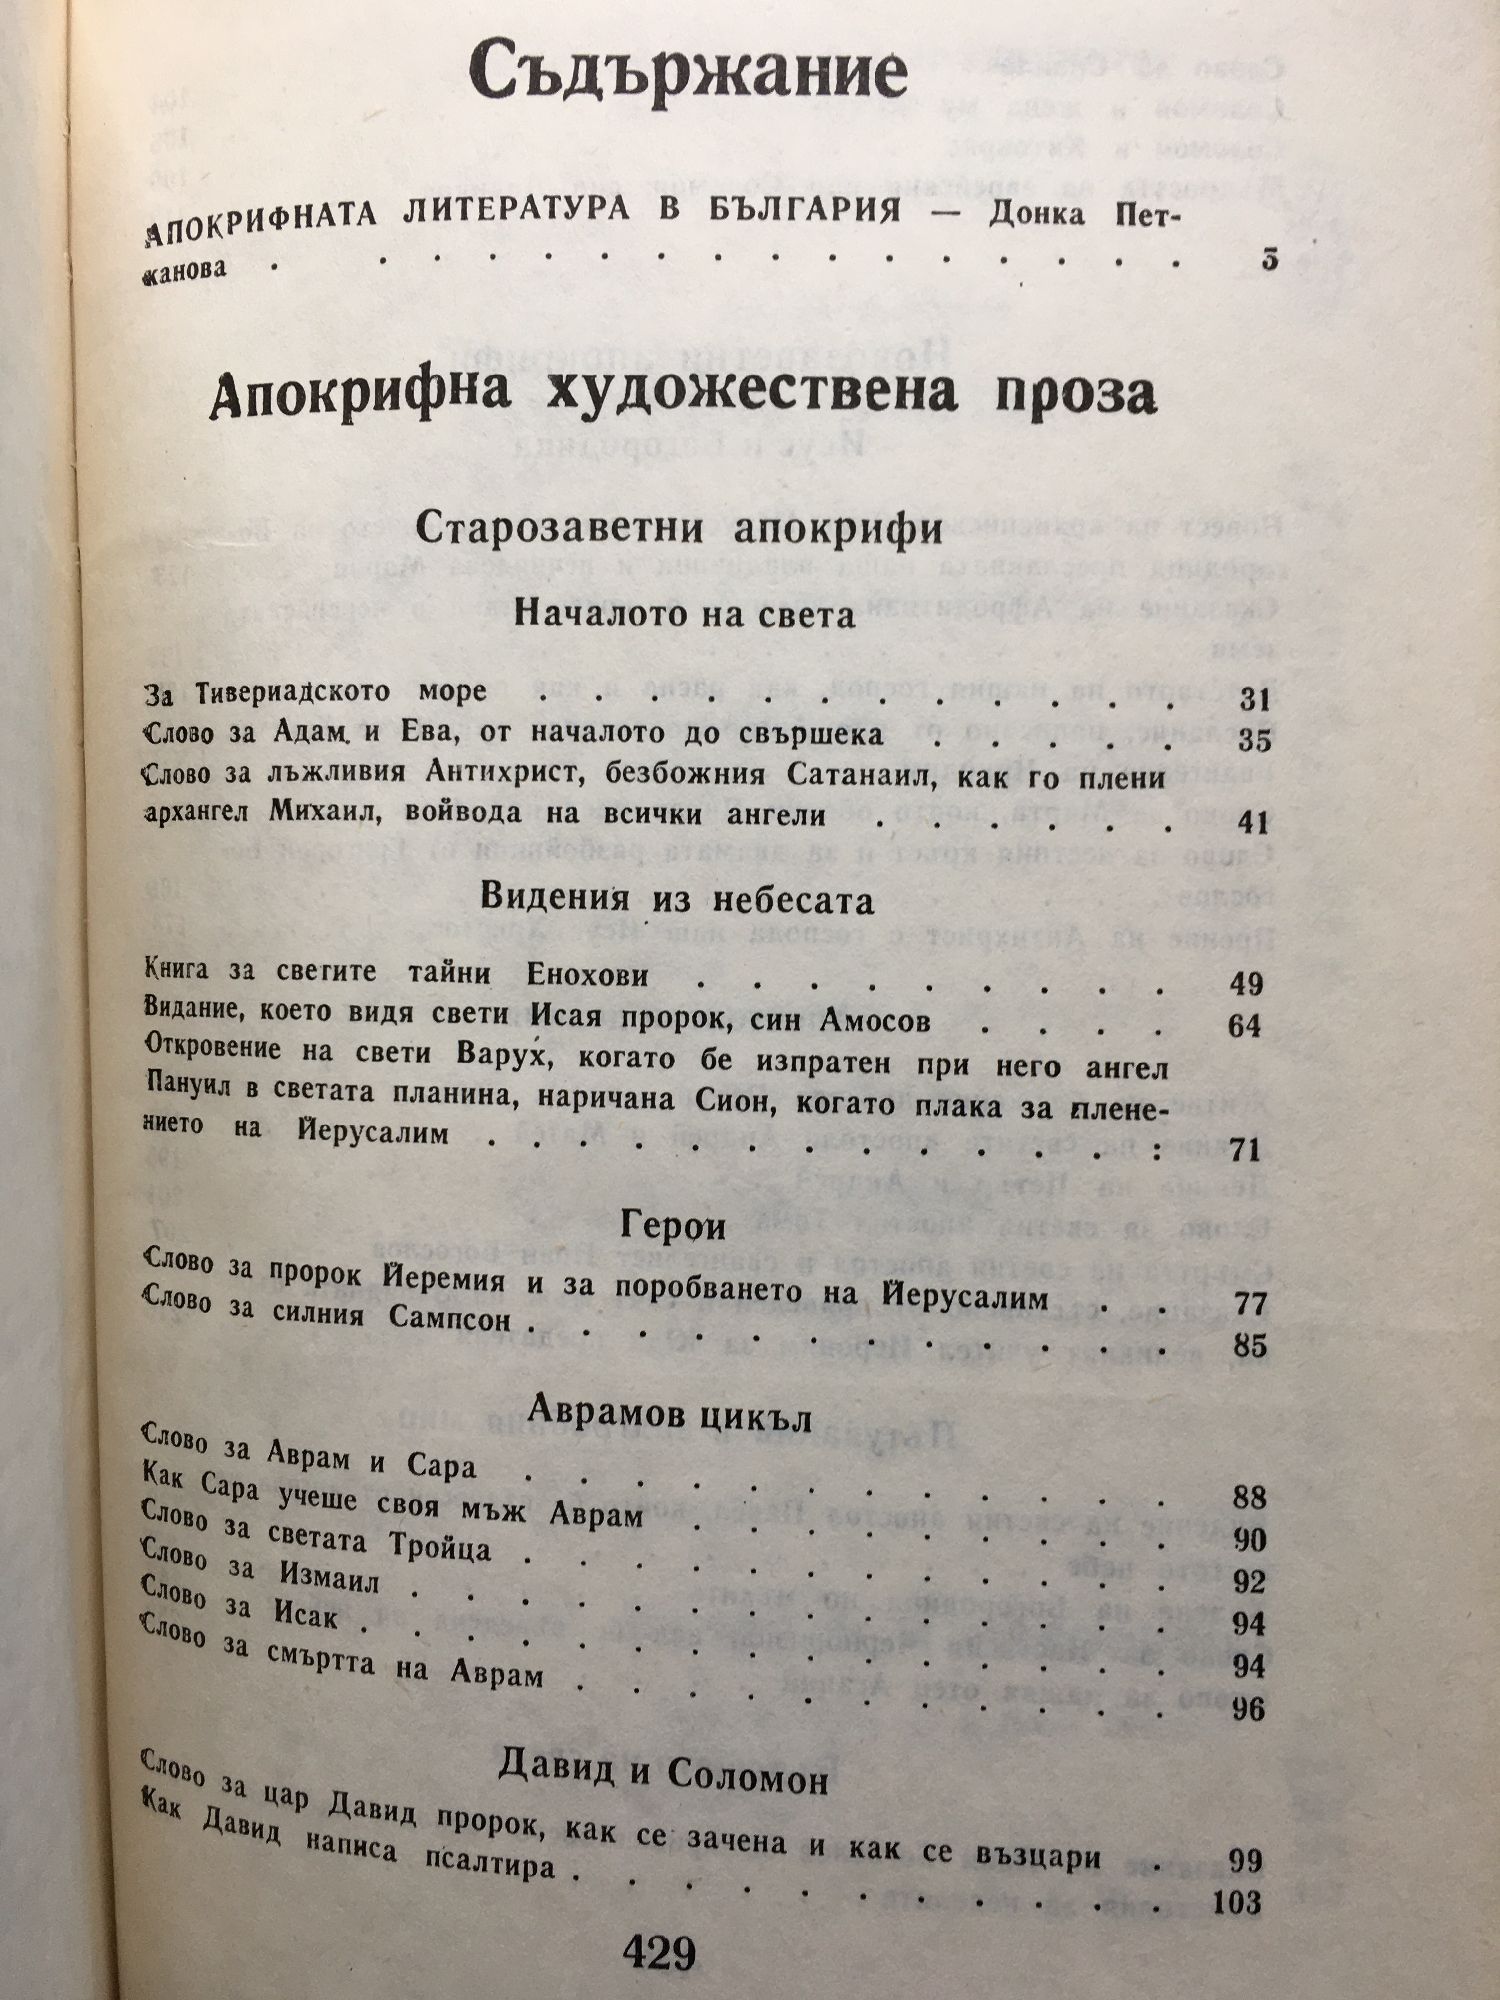 Съдържание
АПОКРИФНАТА ЛИТЕРАТУРА В БЪЛГАРИЯ — Донка Пет-
канова . . . . . . . . . . . . . . . . 5
Апокрифна художествена проза
Старозаветни апокрифи
Началото на света
За Тивериадското море . . . . . . . . . . . . 31
Слово за Адам и Ева, от началото до свършека . . . . . 35
Слово за лъжливия Антихрист, безбожния Сатанаил, как го плени
архангел Михаил, войвода на всички ангели . . . . . . 41
Видения из небесата
Книга за светите тайни Енохови . . . . . . . . . 49
Видание, което видя свети Исая пророк, син Амосов . . . . 64
Откровение на свети Варух, когато бе изпратен при него ангел
Пануил в светата планина, наричана Сион, когато плака за плене-
нието на Йерусалим . . . . . . . . . . . . : 71
Герои
Слово за пророк Йеремия и за поробването на Йерусалим . . 77
Слово за силния Сампсон . . . . . . . . . . . . 85
Аврамов цикъл
Слово за Аврам и Сара . . . . . . . . . . . . 88
Как Сара учеше своя мъж Аврам . . . . . . . . . 90
Слово за светата Тройца . . . . . . . . . . . . 92
Слово за Измаил . . . . . . . . . . . . . . 94
Слово за Исак . . . . . . . . . . . . . . . 94
Слово за смъртта на Аврам . . . . . . . . . . . 96
Давид и Соломон
Слово за цар Давид пророк, как се зачена и как се възцари . 99
Как Давид написа псалтира . . . . . . . . . . . 103
429